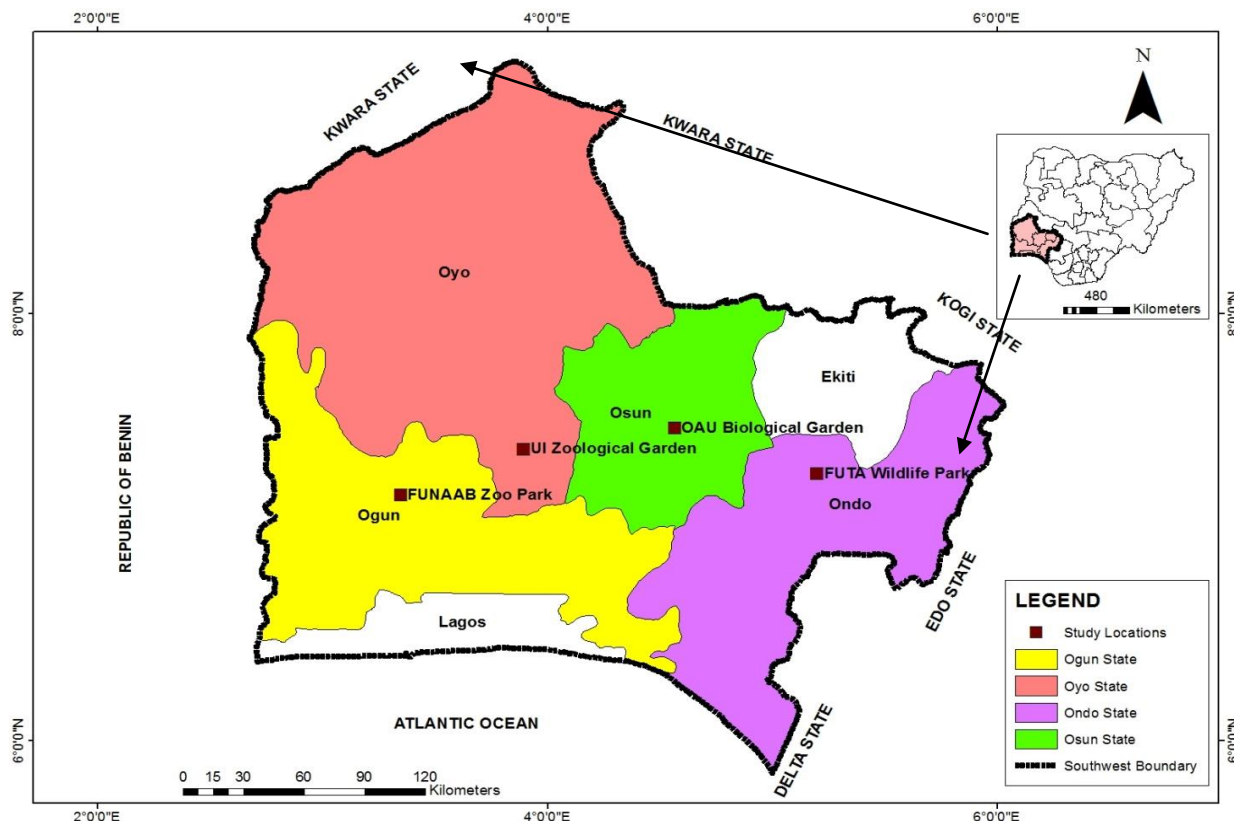 2°0'0"E 4°0'0"E 6°0'0"E
N
KWARA STATE
KWARA STATE
480
Kilometers
Oyo
8°0'0"N
8°0'0"N
KOGI STATE
Ekiti
Osun
OAU Biological Garden
REPUBLIC OF BENIN
UI Zoological Garden
FUTA Wildlife Park
FUNAAB Zoo Park
Ondo
Ogun
EDO STATE
Lagos
LEGEND
Study Locations
Ogun State
Oyo State
Ondo State
Osun State
Southwest Boundary
ATLANTIC OCEAN
DELTA STATE
6°0'0"N
6°0'0"N
0 15 30 60 90 120
Kilometers
2°0'0"E 4°0'0"E 6°0'0"E